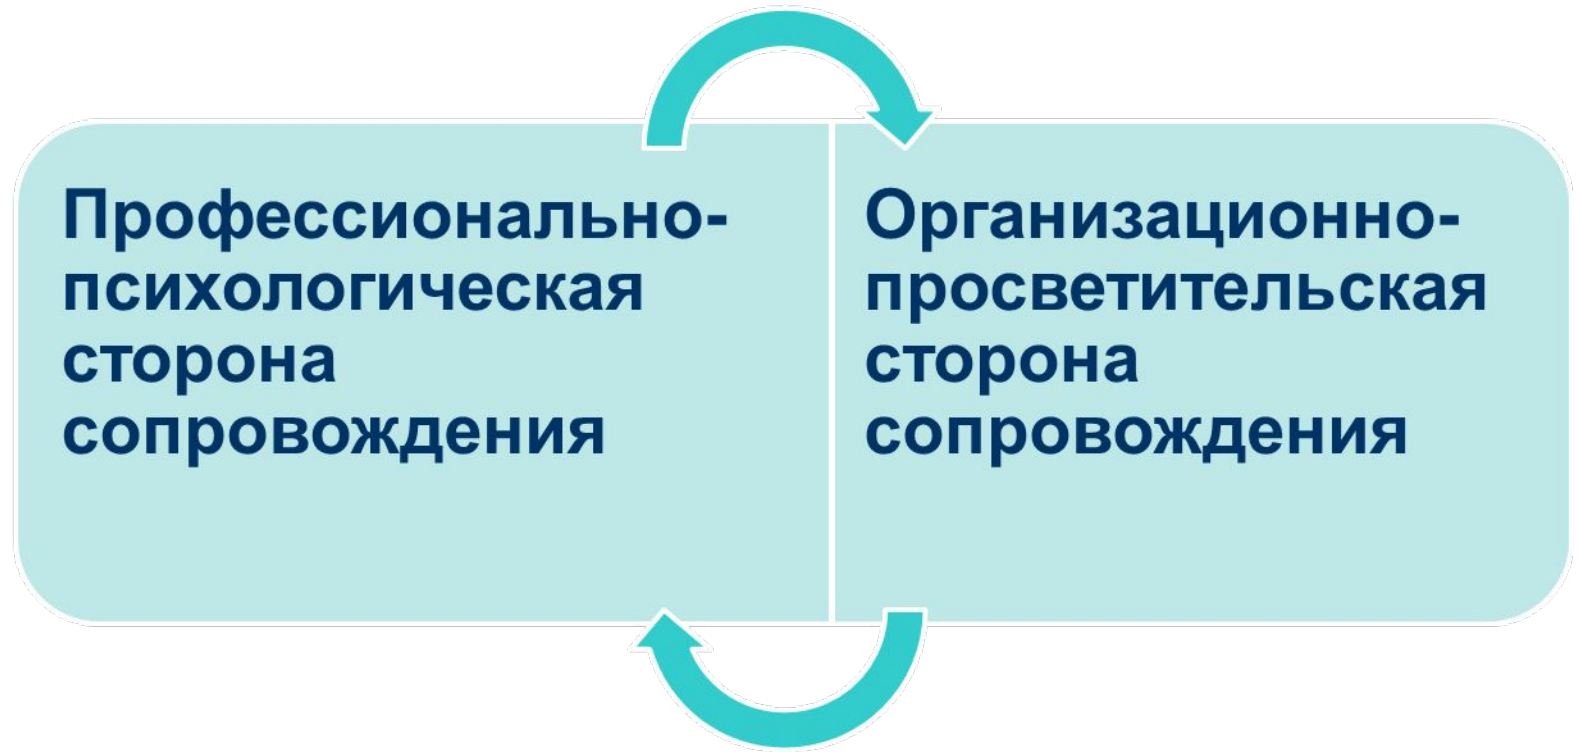 Профессионально-
психологическая
сторона
сопровождения
Организационно-
просветительская
сторона
сопровождения